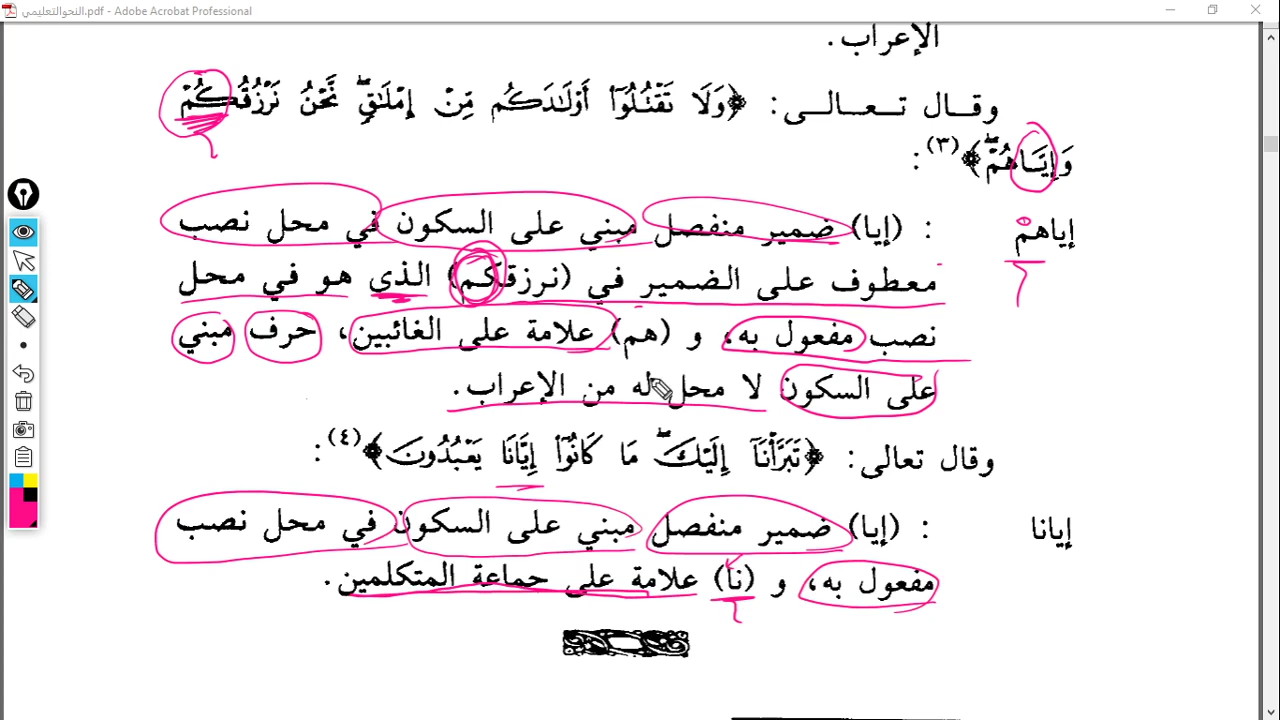 النحوالتعليمي.pdf - Adobe Acrobat Professional
الإعراب.
وقال تعالى: ﴿وَلَا تَقْتُلُوٓا۟ أَوْلَٰدَكُم مِّنْ إِمْلَٰقٍۖ نَّحْنُ نَرْزُقُكُمْ
وَإِيَّاهُمْۖ﴾(٣):
إياهم : (إيا) ضمير منفصل مبني على السكون في محل نصب
معطوف على الضمير في (نرزقكم) الذي هو في محل
نصب مفعول به، و (هم) علامة على الغائبين، حرف مبني
على السكون لا محل له من الإعراب.
وقال تعالى: ﴿تَبَرَّأْنَآ إِلَيْكَۖ مَا كَانُوٓا۟ إِيَّانَا يَعْبُدُونَ﴾(٤):
إيانا : (إيا) ضمير منفصل مبني على السكون في محل نصب
مفعول به، و (نا) علامة على جماعة المتكلمين.